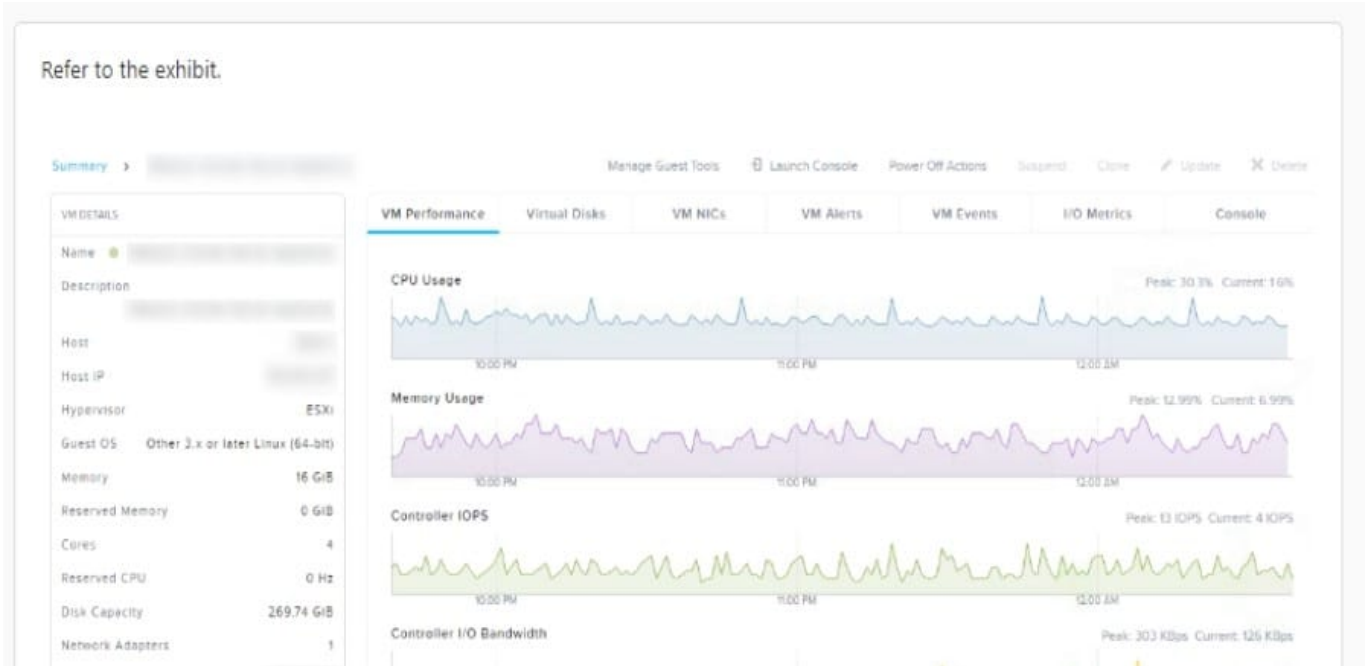 Refer to the exhibit.
Summary >
Manage Guest Tools Launch Console Power Off Actions Suspend Clone Update Delete
VM DETAILS
VM Performance Virtual Disks VM NICs VM Alerts VM Events I/O Metrics Console
Name
CPU Usage Peak: 30.3% Current: 16%
Description
10:00 PM 11:00 PM 12:00 AM
Host
Host IP
Memory Usage Peak: 12.99% Current: 6.99%
Hypervisor ESXi
Guest OS Other 3.x or later Linux (64-bit)
Memory 16 GiB
10:00 PM 11:00 PM 12:00 AM
Reserved Memory 0 GiB
Controller IOPS Peak: 13 IOPS Current: 4 IOPS
Cores 4
Reserved CPU 0 Hz
10:00 PM 11:00 PM 12:00 AM
Disk Capacity 269.74 GiB
Controller I/O Bandwidth Peak: 303 KBps Current: 126 KBps
Network Adapters 1